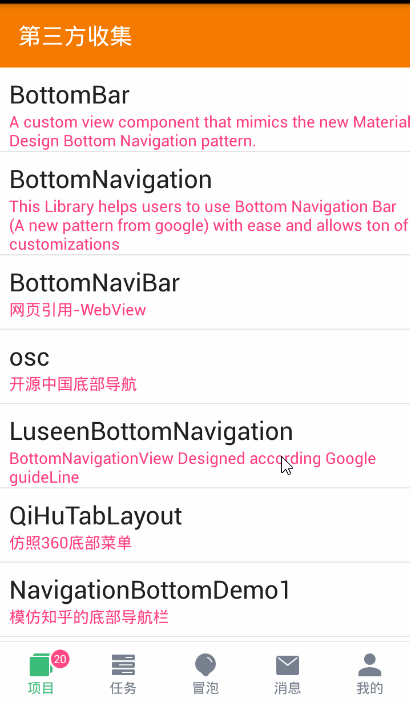 第三方收集
BottomBar
A custom view component that mimics the new Material
Design Bottom Navigation pattern.
BottomNavigation
This Library helps users to use Bottom Navigation Bar
(A new pattern from google) with ease and allows ton of
customizations
BottomNaviBar
网页引用-WebView
osc
开源中国底部导航
LuseenBottomNavigation
BottomNavigationView Designed according Google
guideLine
QiHuTabLayout
仿照360底部菜单
NavigationBottomDemo1
模仿知乎的底部导航栏
20
项目 任务 冒泡 消息 我的